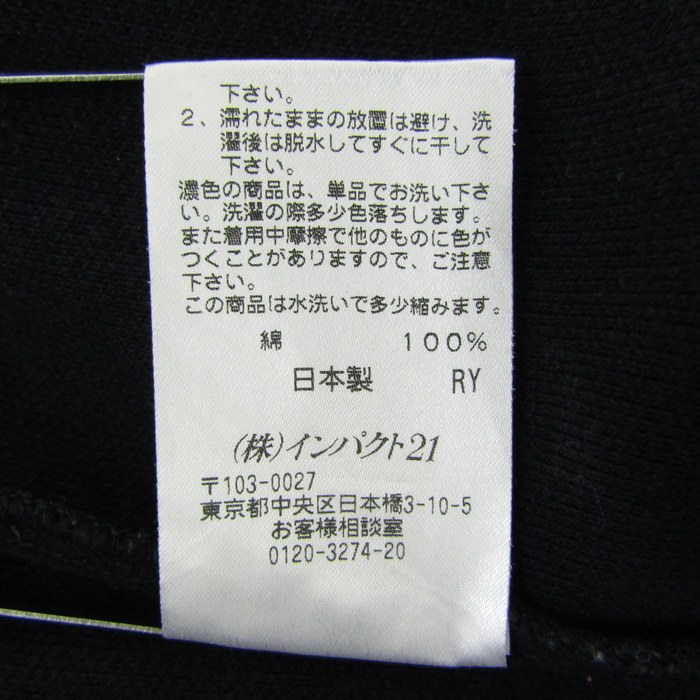 下さい。
2、濡れたままの放置は避け、洗
濯後は脱水してすぐに干して
下さい。
濃色の商品は、単品でお洗い下さ
い。洗濯の際多少色落ちします。
また着用中摩擦で他のものに色が
つくことがありますので、ご注意
下さい。
この商品は水洗いで多少縮みます。
綿 100%
日本製 RY
(株)インパクト21
〒103-0027
東京都中央区日本橋3-10-5
お客様相談室
0120-3274-20